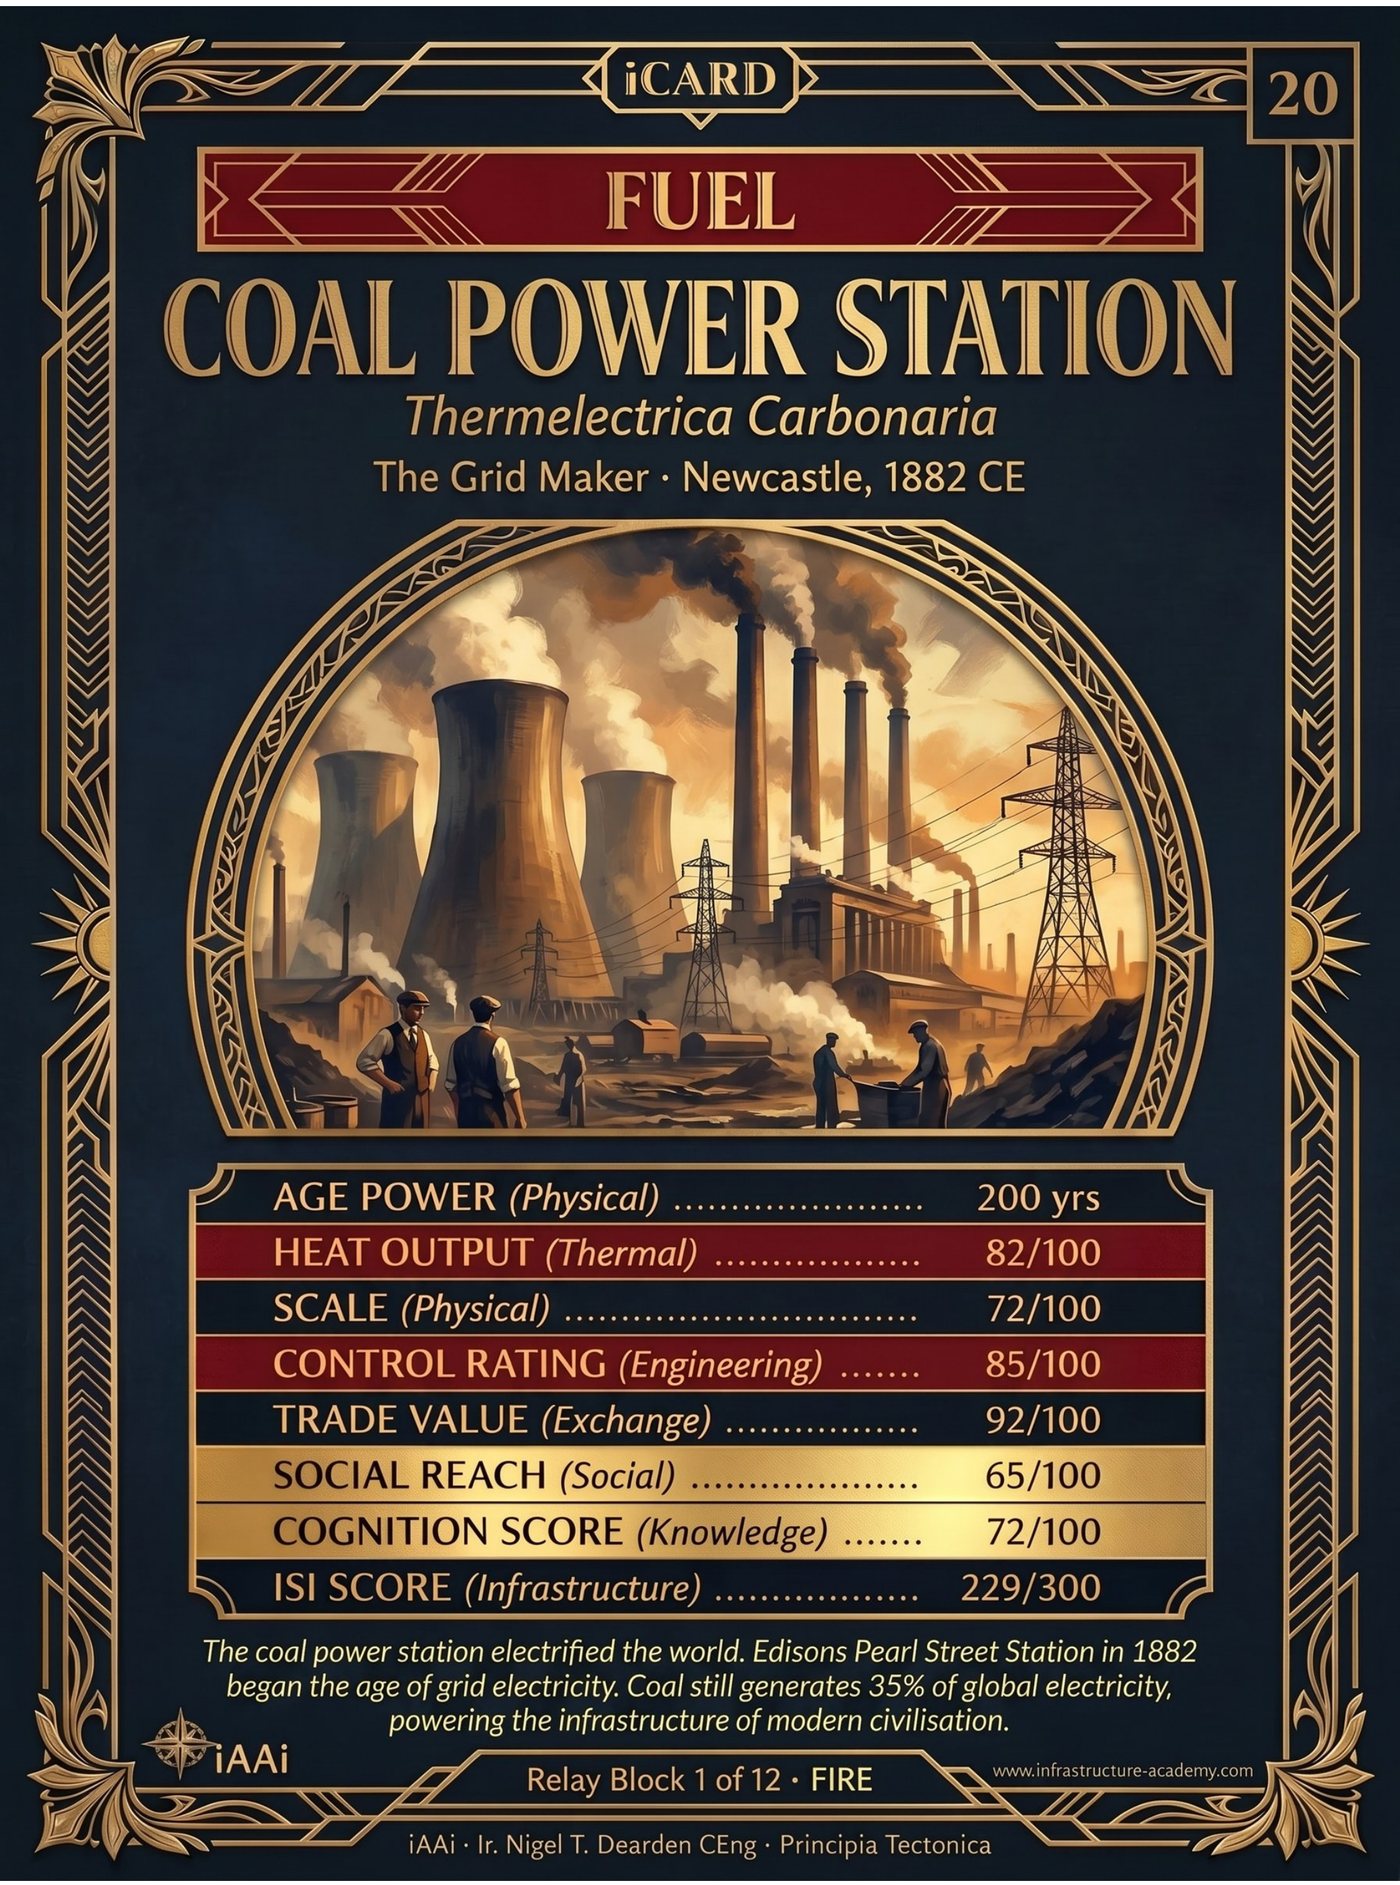 iCARD
20
FUEL
COAL POWER STATION
Thermelectrica Carbonaria
The Grid Maker · Newcastle, 1882 CE
AGE POWER (Physical) ...................... 200 yrs
HEAT OUTPUT (Thermal) .................. 82/100
SCALE (Physical) ............................... 72/100
CONTROL RATING (Engineering) ....... 85/100
TRADE VALUE (Exchange) ................. 92/100
SOCIAL REACH (Social) .................... 65/100
COGNITION SCORE (Knowledge) ....... 72/100
ISI SCORE (Infrastructure) .................. 229/300
The coal power station electrified the world. Edisons Pearl Street Station in 1882
began the age of grid electricity. Coal still generates 35% of global electricity,
powering the infrastructure of modern civilisation.
iAAi
Relay Block 1 of 12 · FIRE
www.infrastructure-academy.com
iAAi · Ir. Nigel T. Dearden CEng · Principia Tectonica